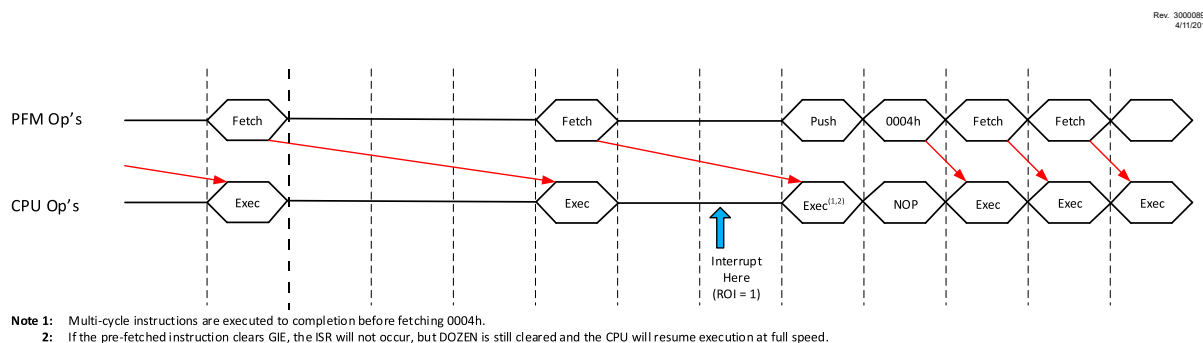 Rev. 300008
4/11/201
PFM Op's
Fetch
Fetch
Push
0004h
Fetch
Fetch
CPU Op's
Exec
Exec
Exec(1,2)
NOP
Exec
Exec
Exec
Interrupt
Here
(ROI = 1)
Note 1: Multi-cycle instructions are executed to completion before fetching 0004h.
2: If the pre-fetched instruction clears GIE, the ISR will not occur, but DOZEN is still cleared and the CPU will resume execution at full speed.